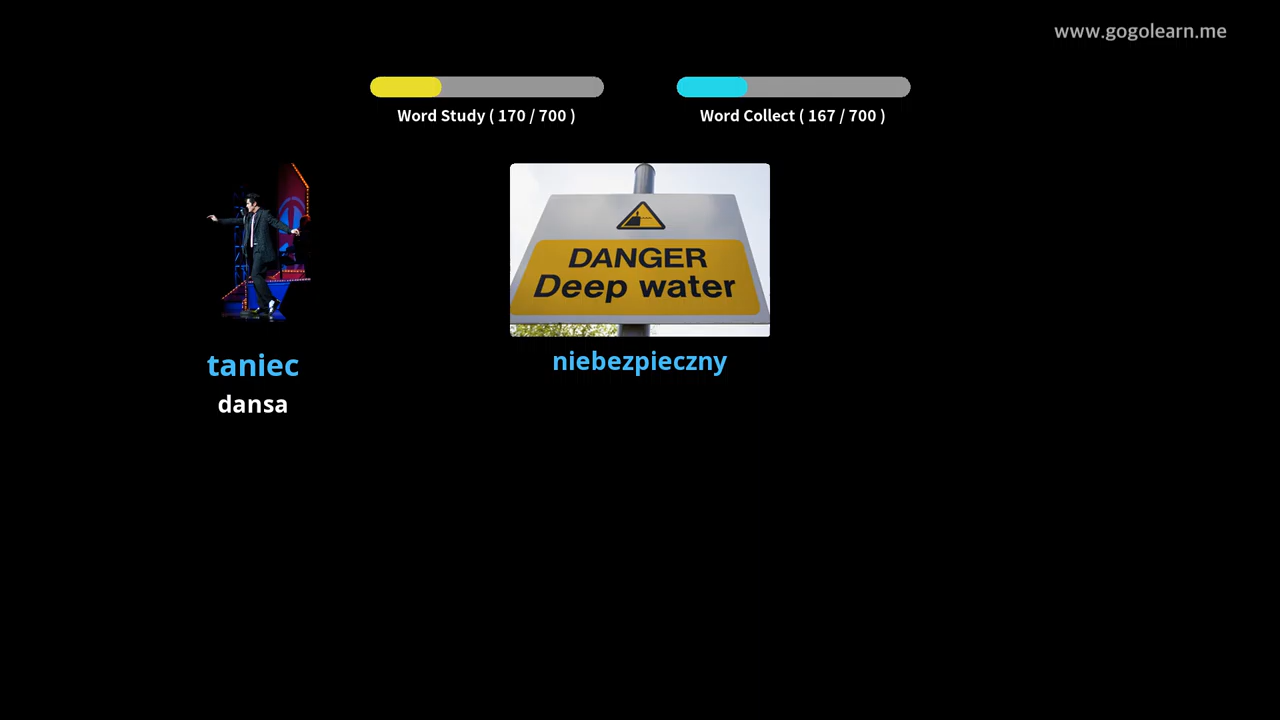 www.gogolearn.me
Word Study ( 170 / 700 )
Word Collect ( 167 / 700 )
DANGER
Deep water
taniec
dansa
niebezpieczny